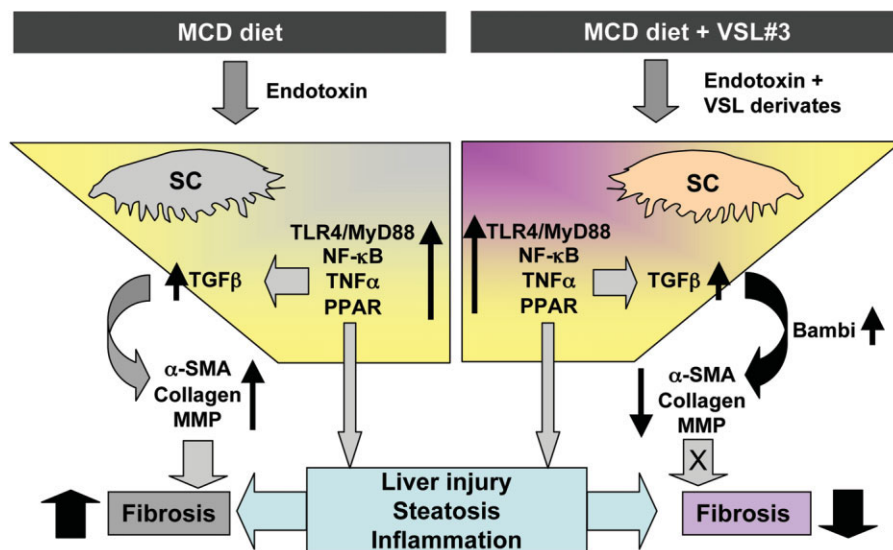 MCD diet
Endotoxin
SC
TLR4/MyD88
NF-κB
TNFα
PPAR
TGFβ
α-SMA
Collagen
MMP
Fibrosis
MCD diet + VSL#3
Endotoxin +
VSL derivates
SC
TLR4/MyD88
NF-κB
TNFα
PPAR
TGFβ
Bambi
α-SMA
Collagen
MMP
X
Fibrosis
Liver injury
Steatosis
Inflammation